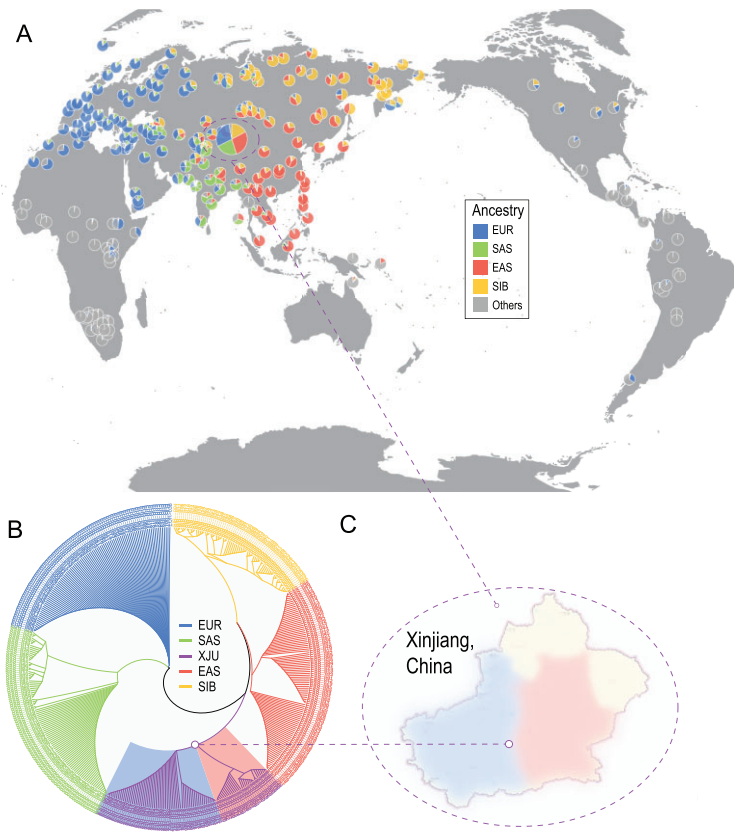 A
Ancestry
EUR
SAS
EAS
SIB
Others
B
C
EUR
SAS
XJU
EAS
SIB
Xinjiang,
China